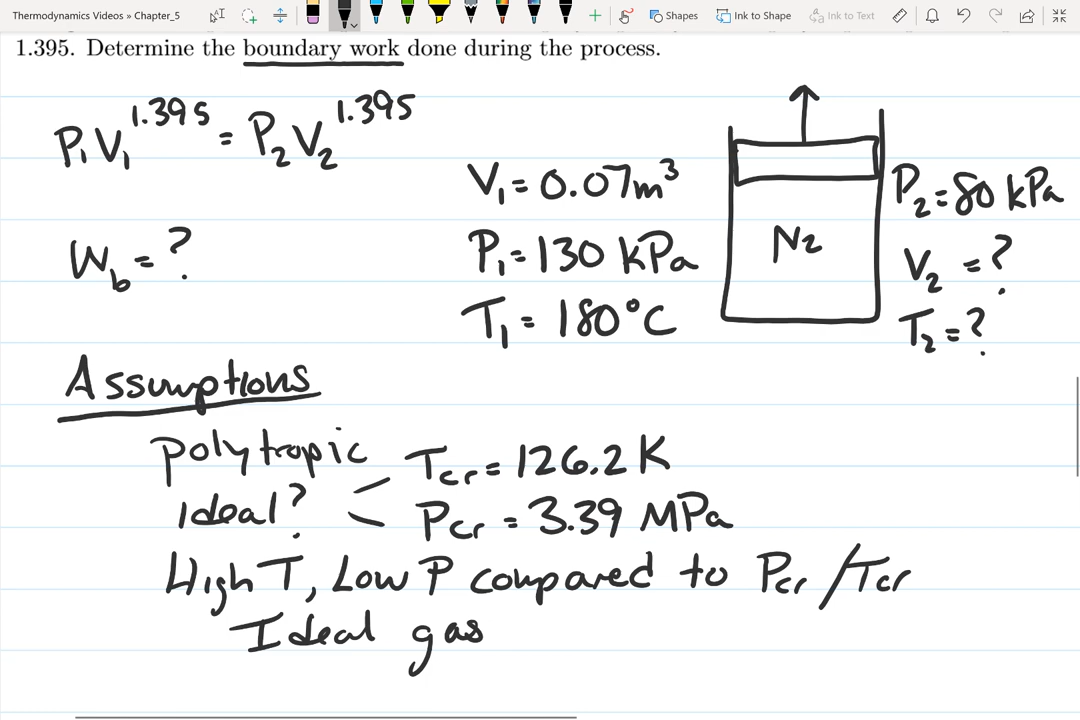 Thermodynamics Videos » Chapter_5
Shapes
Ink to Shape
Ink to Text
1.395. Determine the boundary work done during the process.
P₁V₁^1.395 = P₂V₂^1.395
V₁ = 0.07m³
P₂ = 80 kPa
N₂
W_b = ?
P₁ = 130 kPa
V₂ = ?
T₁ = 180°C
T₂ = ?
Assumptions
Polytropic
T_cr = 126.2 K
Ideal?
P_cr = 3.39 MPa
High T, Low P compared to P_cr / T_cr
Ideal gas